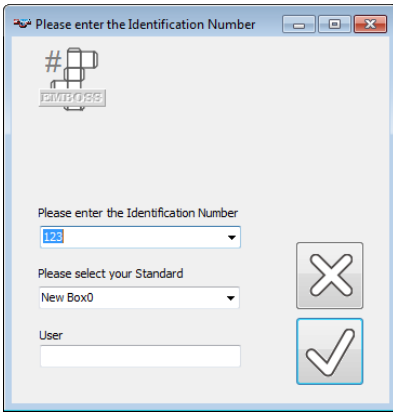 Please enter the Identification Number
#
EMBOSS
Please enter the Identification Number
123
Please select your Standard
New Box0
User